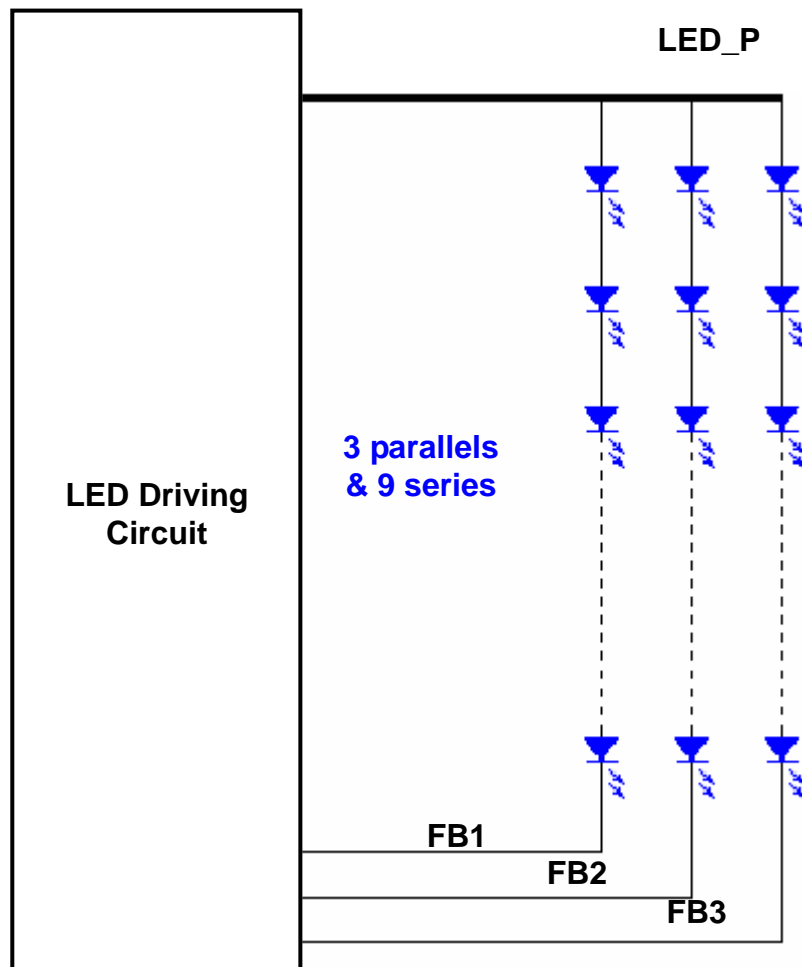 LED_P
3 parallels
& 9 series
LED Driving
Circuit
FB1
FB2
FB3